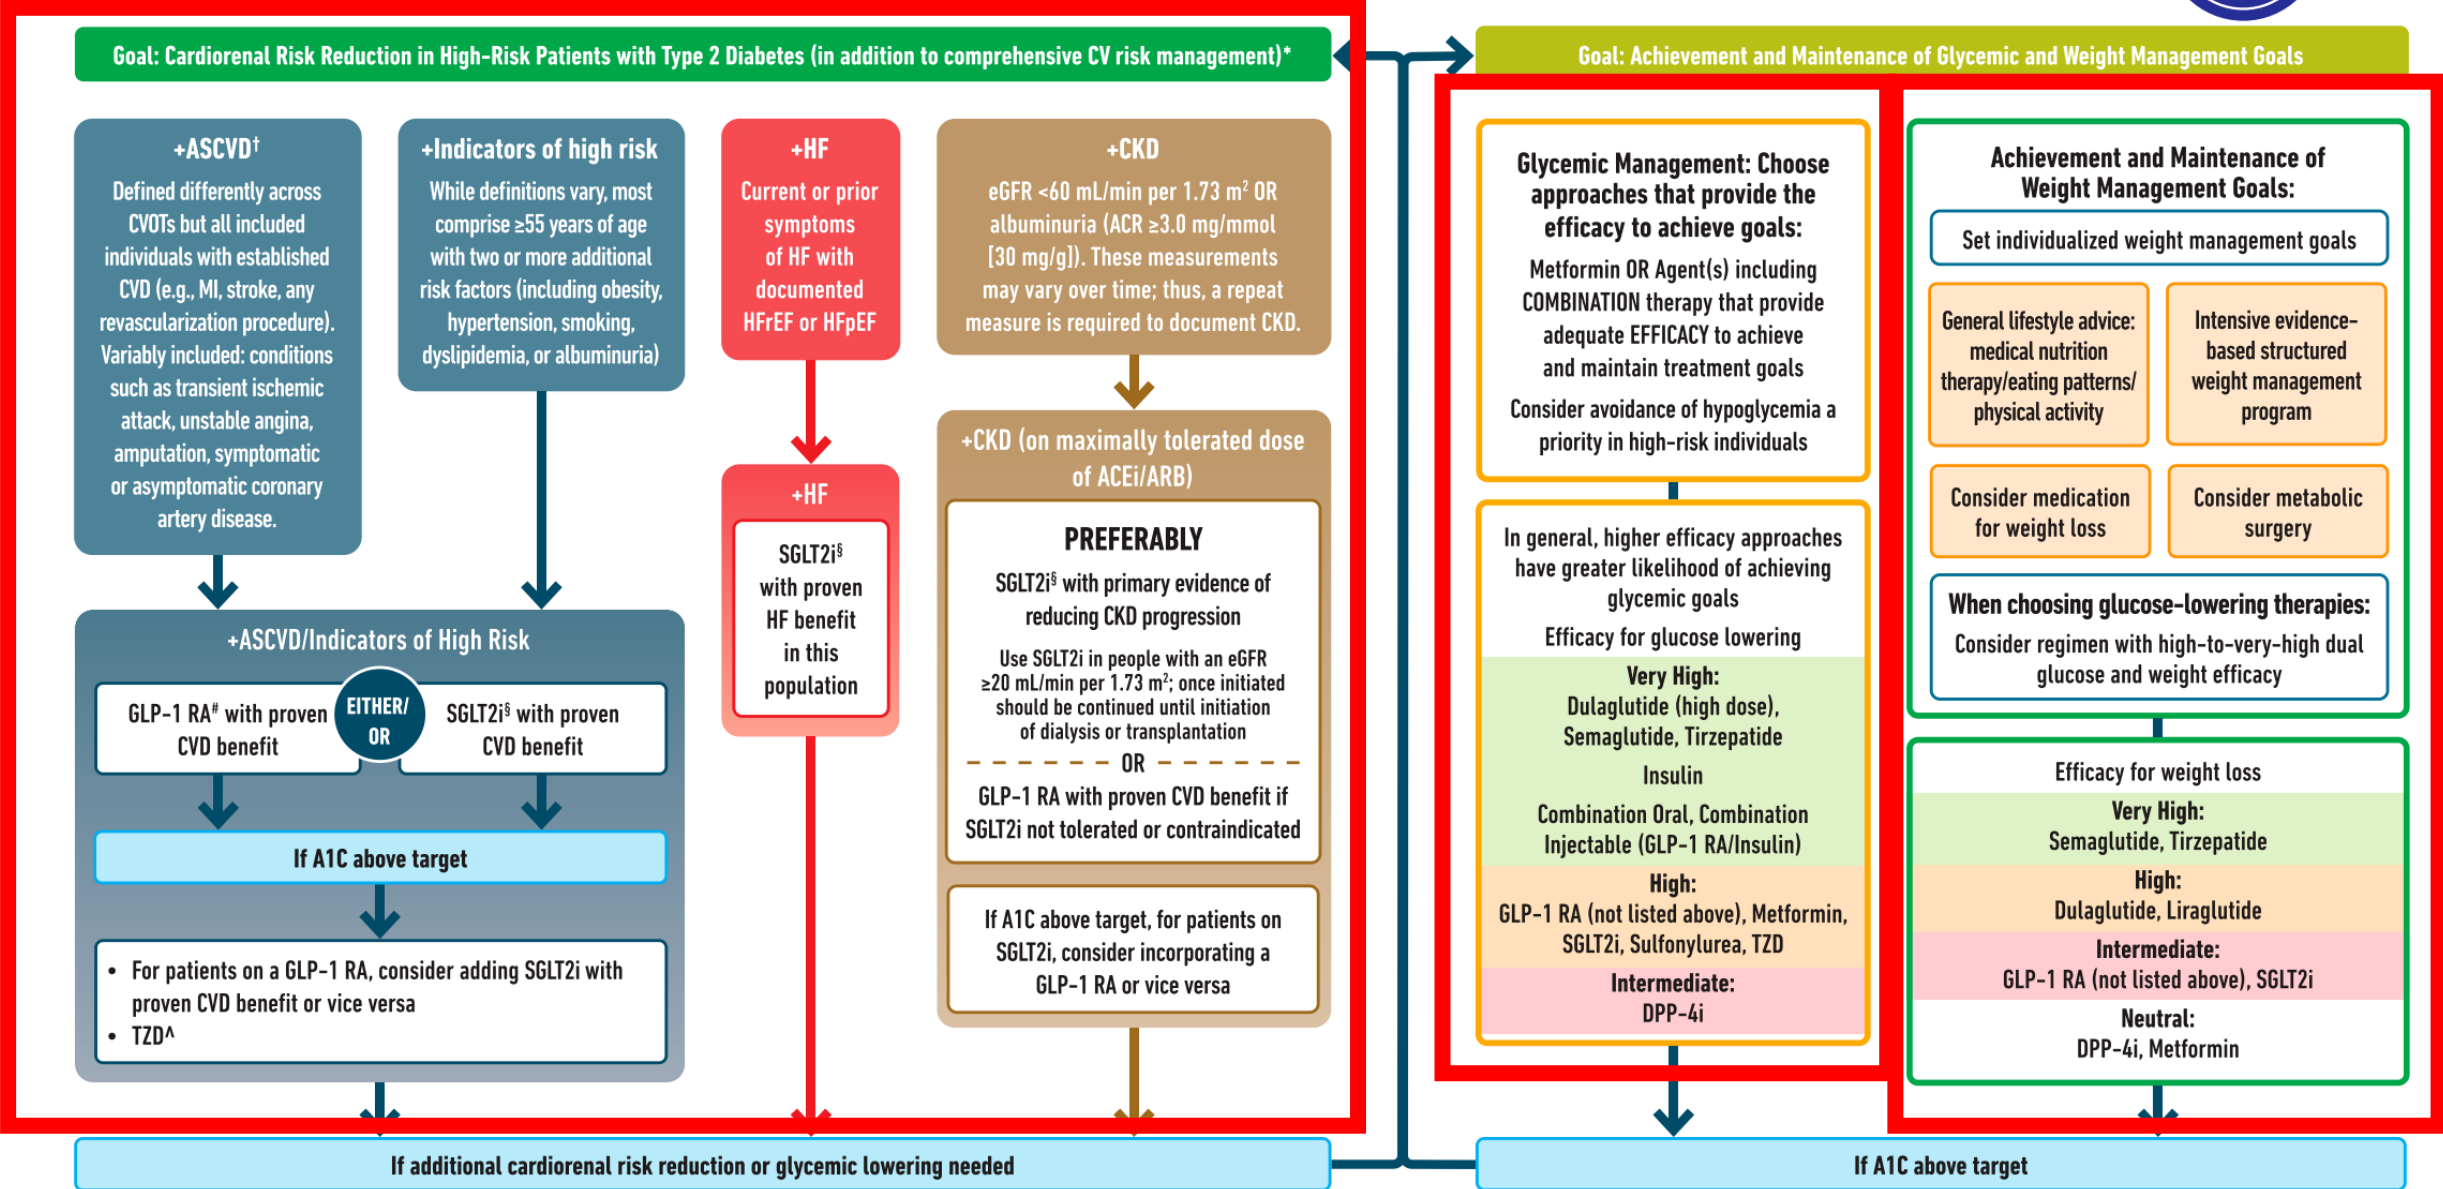 Goal: Cardiorenal Risk Reduction in High-Risk Patients with Type 2 Diabetes (in addition to comprehensive CV risk management)*
+ASCVD†
Defined differently across
CVOTs but all included
individuals with established
CVD (e.g., MI, stroke, any
revascularization procedure).
Variably included: conditions
such as transient ischemic
attack, unstable angina,
amputation, symptomatic
or asymptomatic coronary
artery disease.
+Indicators of high risk
While definitions vary, most
comprise ≥55 years of age
with two or more additional
risk factors (including obesity,
hypertension, smoking,
dyslipidemia, or albuminuria)
+ASCVD/Indicators of High Risk
GLP-1 RA# with proven
CVD benefit
EITHER/
OR
SGLT2i§ with proven
CVD benefit
If A1C above target
• For patients on a GLP-1 RA, consider adding SGLT2i with
proven CVD benefit or vice versa
• TZD^
+HF
Current or prior
symptoms
of HF with
documented
HFrEF or HFpEF
+HF
SGLT2i§
with proven
HF benefit
in this
population
+CKD
eGFR <60 mL/min per 1.73 m² OR
albuminuria (ACR ≥3.0 mg/mmol
[30 mg/g]). These measurements
may vary over time; thus, a repeat
measure is required to document CKD.
+CKD (on maximally tolerated dose
of ACEi/ARB)
PREFERABLY
SGLT2i§ with primary evidence of
reducing CKD progression
Use SGLT2i in people with an eGFR
≥20 mL/min per 1.73 m²; once initiated
should be continued until initiation
of dialysis or transplantation
OR
GLP-1 RA with proven CVD benefit if
SGLT2i not tolerated or contraindicated
If A1C above target, for patients on
SGLT2i, consider incorporating a
GLP-1 RA or vice versa
If additional cardiorenal risk reduction or glycemic lowering needed
Goal: Achievement and Maintenance of Glycemic and Weight Management Goals
Glycemic Management: Choose
approaches that provide the
efficacy to achieve goals:
Metformin OR Agent(s) including
COMBINATION therapy that provide
adequate EFFICACY to achieve
and maintain treatment goals
Consider avoidance of hypoglycemia a
priority in high-risk individuals
In general, higher efficacy approaches
have greater likelihood of achieving
glycemic goals
Efficacy for glucose lowering
Very High:
Dulaglutide (high dose),
Semaglutide, Tirzepatide
Insulin
Combination Oral, Combination
Injectable (GLP-1 RA/Insulin)
High:
GLP-1 RA (not listed above), Metformin,
SGLT2i, Sulfonylurea, TZD
Intermediate:
DPP-4i
Achievement and Maintenance of
Weight Management Goals:
Set individualized weight management goals
General lifestyle advice:
medical nutrition
therapy/eating patterns/
physical activity
Intensive evidence-
based structured
weight management
program
Consider medication
for weight loss
Consider metabolic
surgery
When choosing glucose-lowering therapies:
Consider regimen with high-to-very-high dual
glucose and weight efficacy
Efficacy for weight loss
Very High:
Semaglutide, Tirzepatide
High:
Dulaglutide, Liraglutide
Intermediate:
GLP-1 RA (not listed above), SGLT2i
Neutral:
DPP-4i, Metformin
If A1C above target